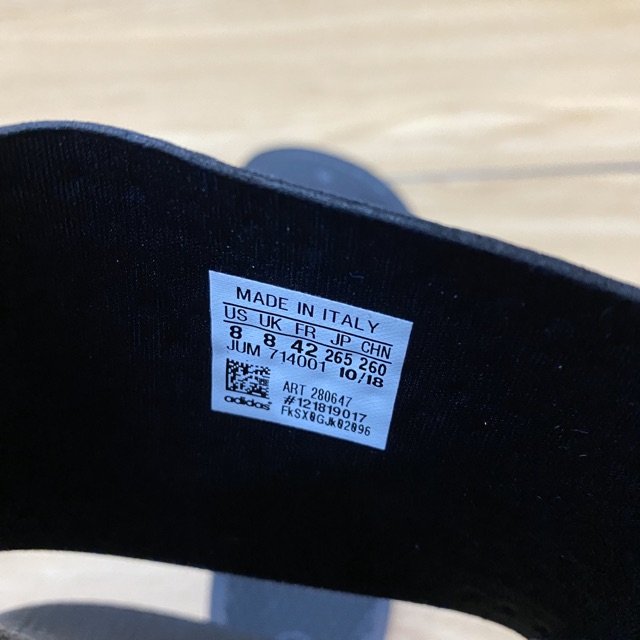 MADE IN ITALY
US UK FR JP CHN
8 8 42 265 260
JUM 714001 10/18
ART 280647
#121819017
adidas FkSX0GJk02096